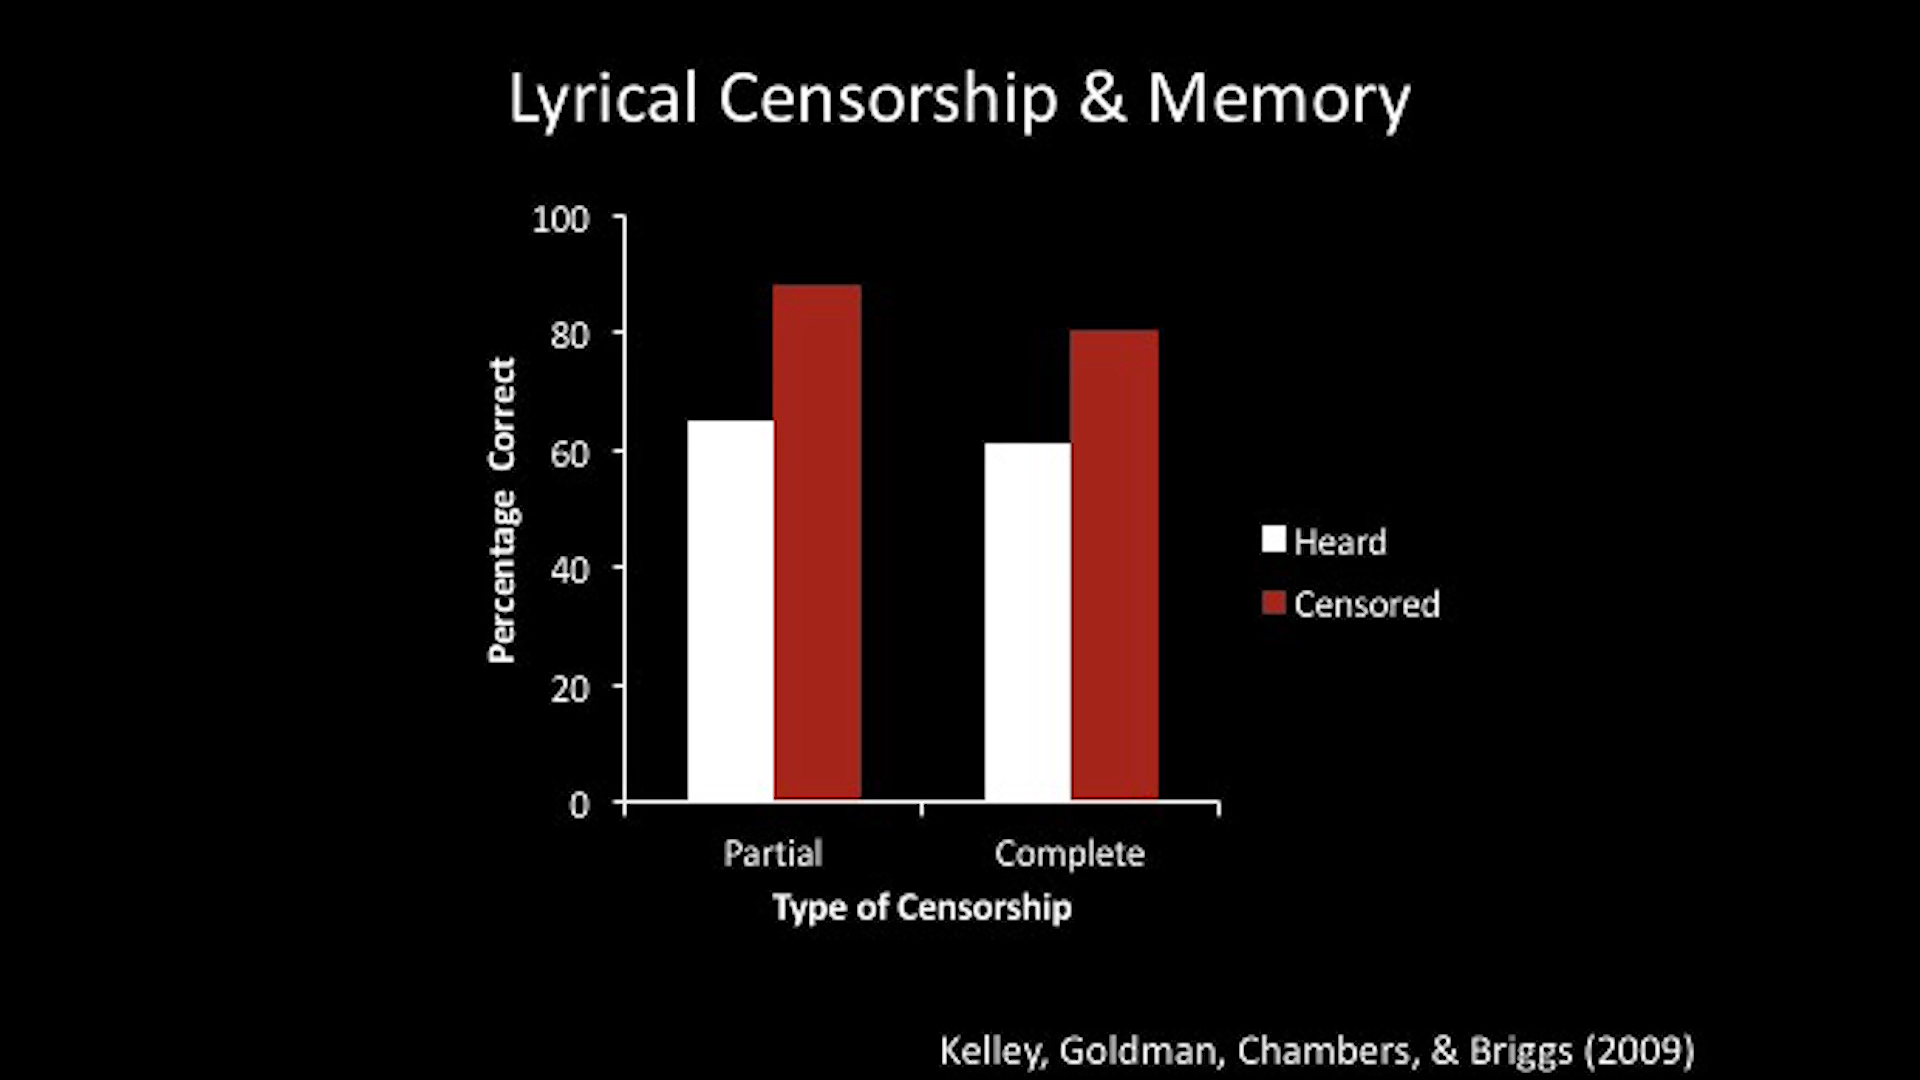 Lyrical Censorship & Memory
100
80
60
40
20
0
Percentage Correct
Partial
Complete
Type of Censorship
Heard
Censored
Kelley, Goldman, Chambers, & Briggs (2009)